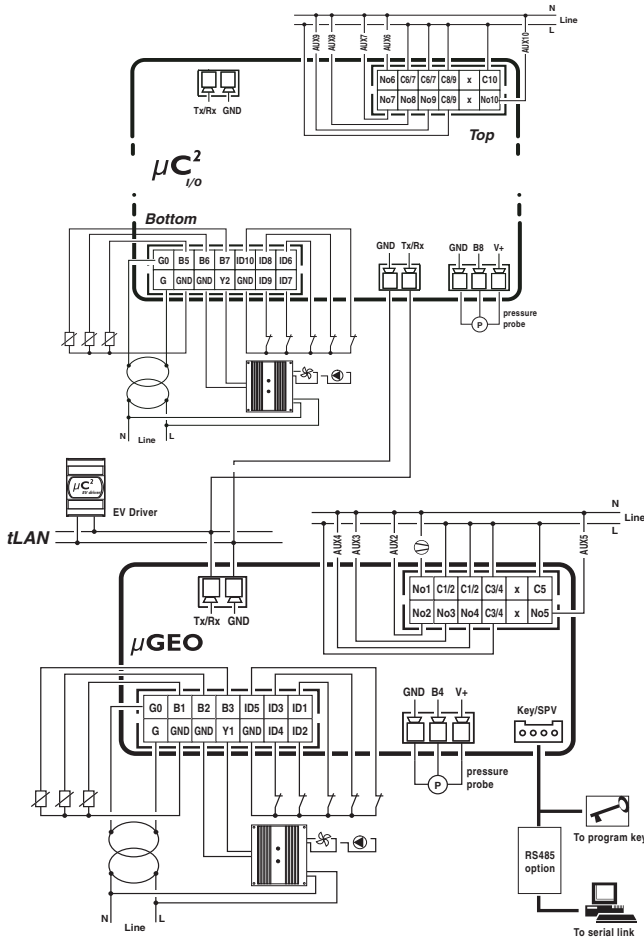 N
Line
L
AUX9
AUX8
AUX7
AUX6
AUX10
No6 C6/7 C6/7 C8/9 x C10
No7 No8 No9 C8/9 x No10
Top
Tx/Rx GND
µC2
I/O
Bottom
G0 B5 B6 B7 ID10 ID8 ID6
G GND GND Y2 GND ID9 ID7
GND Tx/Rx
GND B8 V+
P
pressure
probe
N Line L
µC2
EV driver
EV Driver
tLAN
N
Line
L
AUX4
AUX3
AUX2
AUX5
No1 C1/2 C1/2 C3/4 x C5
No2 No3 No4 C3/4 x No5
Tx/Rx GND
µGEO
G0 B1 B2 B3 ID5 ID3 ID1
G GND GND Y1 GND ID4 ID2
GND B4 V+
Key/SPV
P
pressure
probe
To program key
RS485
option
To serial link
N Line L